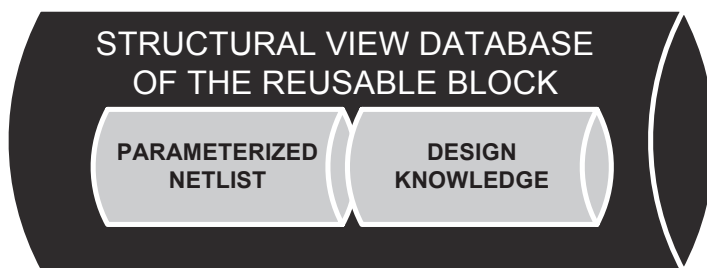 STRUCTURAL VIEW DATABASE
OF THE REUSABLE BLOCK
PARAMETERIZED
NETLIST
DESIGN
KNOWLEDGE